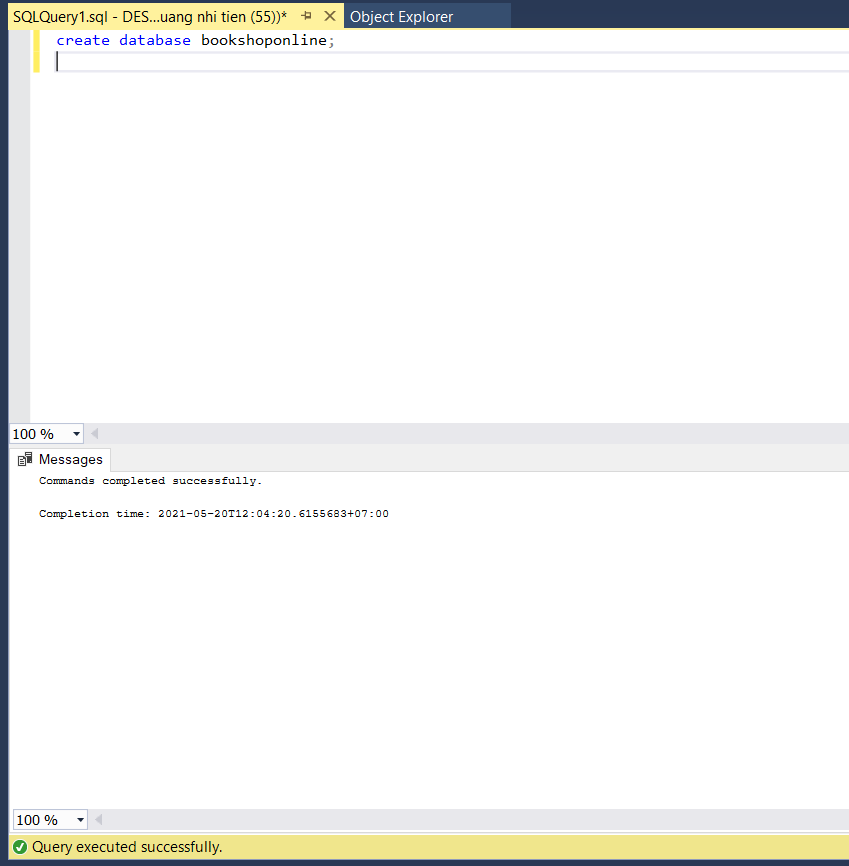 SQLQuery1.sql - DES...uang nhi tien (55))* Object Explorer
create database bookshoponline;
100 %
Messages
Commands completed successfully.
Completion time: 2021-05-20T12:04:20.6155683+07:00
100 %
Query executed successfully.